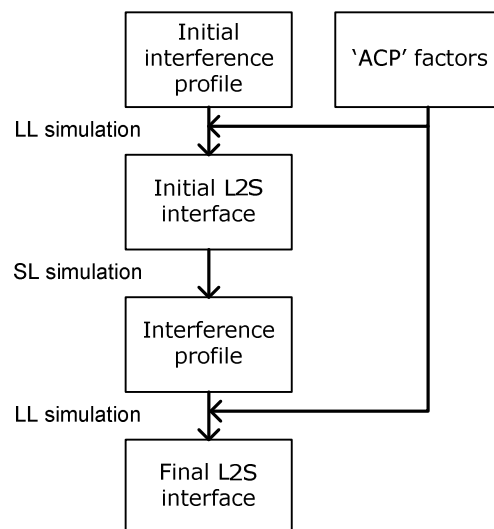 Initial
interference
profile
‘ACP’ factors
LL simulation
Initial L2S
interface
SL simulation
Interference
profile
LL simulation
Final L2S
interface